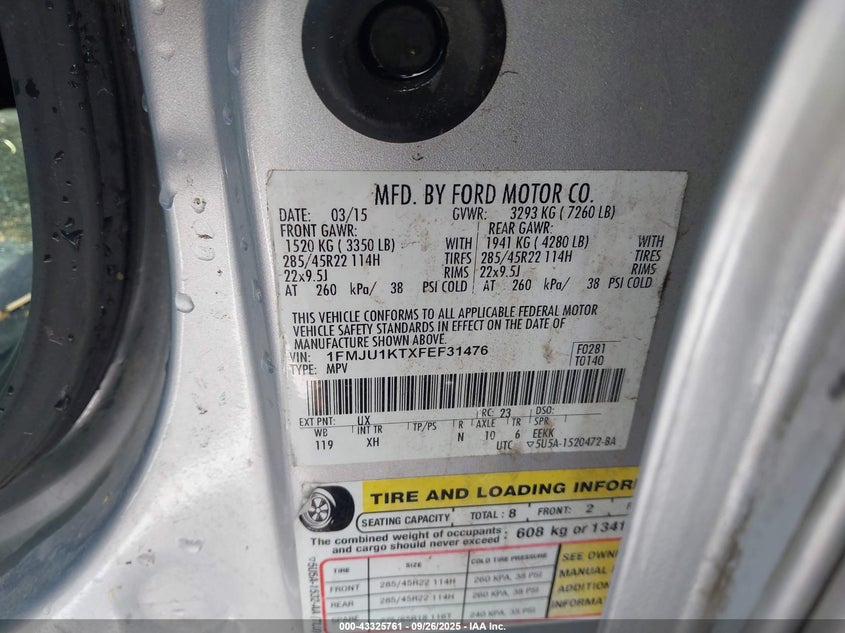 MFD. BY FORD MOTOR CO.
DATE: 03/15 GVWR: 3293 KG ( 7260 LB)
FRONT GAWR: REAR GAWR:
1520 KG ( 3350 LB) WITH 1941 KG ( 4280 LB) WITH
285/45R22 114H TIRES 285/45R22 114H TIRES
22x9.5J RIMS 22x9.5J RIMS
AT 260 kPa/ 38 PSI COLD AT 260 kPa/ 38 PSI COLD
THIS VEHICLE CONFORMS TO ALL APPLICABLE FEDERAL MOTOR
VEHICLE SAFETY STANDARDS IN EFFECT ON THE DATE OF
MANUFACTURE SHOWN ABOVE.
VIN: 1FMJU1KTXFEF31476 F0281
TYPE: MPV T0140
EXT PNT: UX RC: 23 DSO:
WB INT TR TP/PS R AXLE TR SPR
119 XH N 10 6 EEKK
UTC ▽5U5A-1520472-BA
TIRE AND LOADING INFOR
SEATING CAPACITY TOTAL: 8 FRONT: 2
The combined weight of occupants
and cargo should never exceed : 608 kg or 1341
TIRE SIZE COLD TIRE PRESSURE SEE OWNE
FRONT 285/45R22 114H 260 KPA, 38 PSI MANUAL
REAR 285/45R22 114H 260 KPA, 38 PSI ADDITION
INFORMA
000-43325761 - 09/26/2025 - IAA Inc.